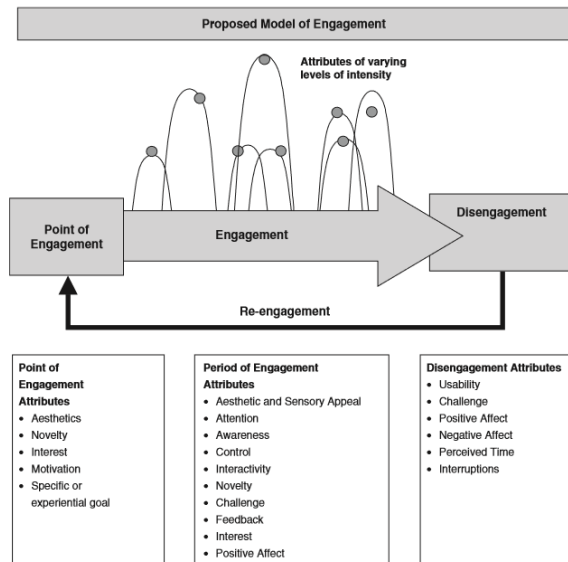 Proposed Model of Engagement
Attributes of varying
levels of intensity
Point of
Engagement
Engagement
Disengagement
Re-engagement
Point of
Engagement
Attributes
• Aesthetics
• Novelty
• Interest
• Motivation
• Specific or
experiential goal
Period of Engagement
Attributes
• Aesthetic and Sensory Appeal
• Attention
• Awareness
• Control
• Interactivity
• Novelty
• Challenge
• Feedback
• Interest
• Positive Affect
Disengagement Attributes
• Usability
• Challenge
• Positive Affect
• Negative Affect
• Perceived Time
• Interruptions